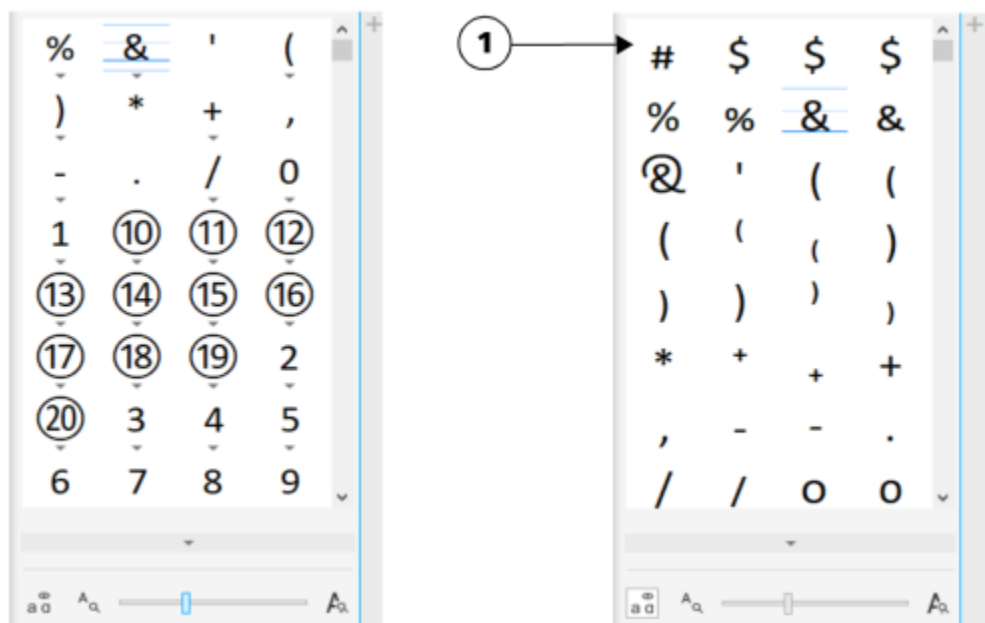 % & ' (
) * + ,
- . / 0
1 ⑩ ⑪ ⑫
⑬ ⑭ ⑮ ⑯
⑰ ⑱ ⑲ 2
⑳ 3 4 5
6 7 8 9
1
# $ $ $
% % & &
& ' ( (
( ( ( )
) ) ) )
* + + +
, - - .
/ / o o